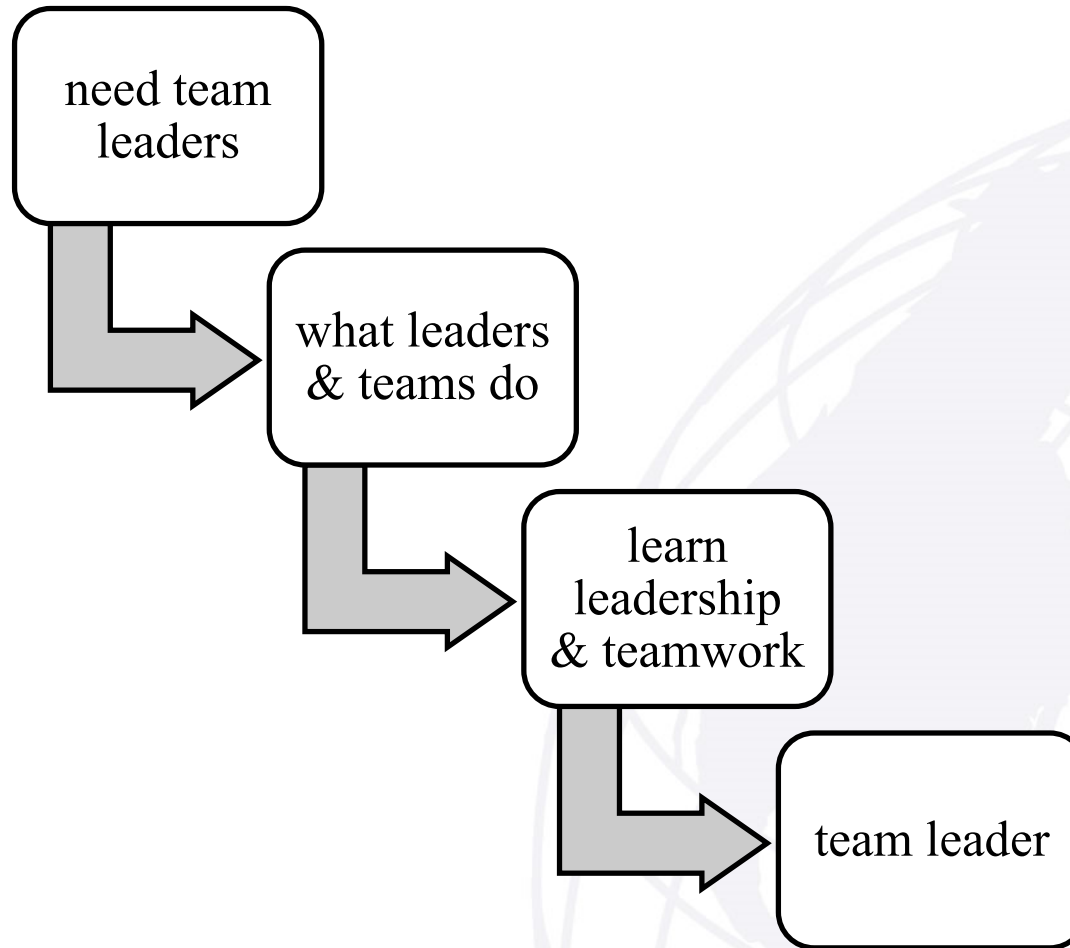 need team
leaders
what leaders
& teams do
learn
leadership
& teamwork
team leader